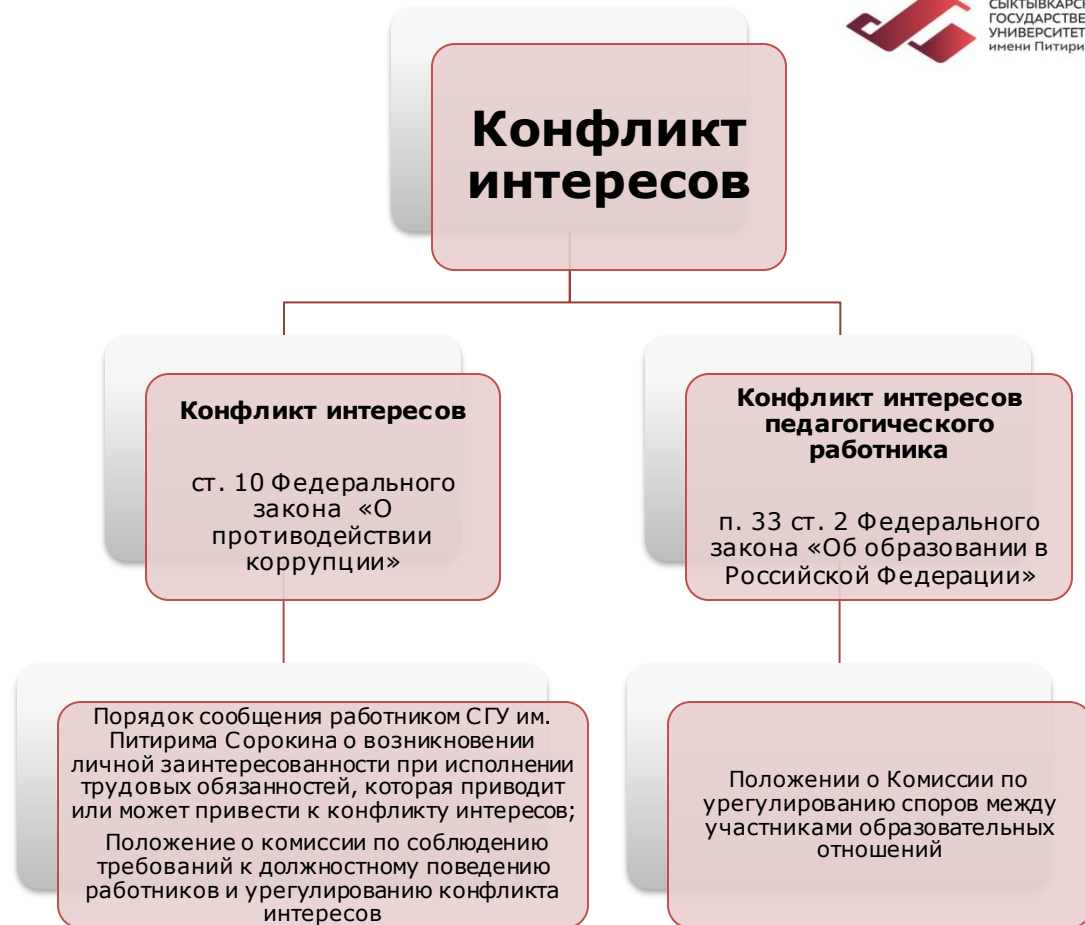 ГОСУДАРСТВЕ
УНИВЕРСИТЕТ
имени Питири
Конфликт
интересов
Конфликт интересов
ст. 10 Федерального
закона «О
противодействии
коррупции»
Конфликт интересов
педагогического
работника
п. 33 ст. 2 Федерального
закона «Об образовании в
Российской Федерации»
Порядок сообщения работником СГУ им.
Питирима Сорокина о возникновении
личной заинтересованности при исполнении
трудовых обязанностей, которая приводит
или может привести к конфликту интересов;
Положение о комиссии по соблюдению
требований к должностному поведению
работников и урегулированию конфликта
интересов
Положении о Комиссии по
урегулированию споров между
участниками образовательных
отношений